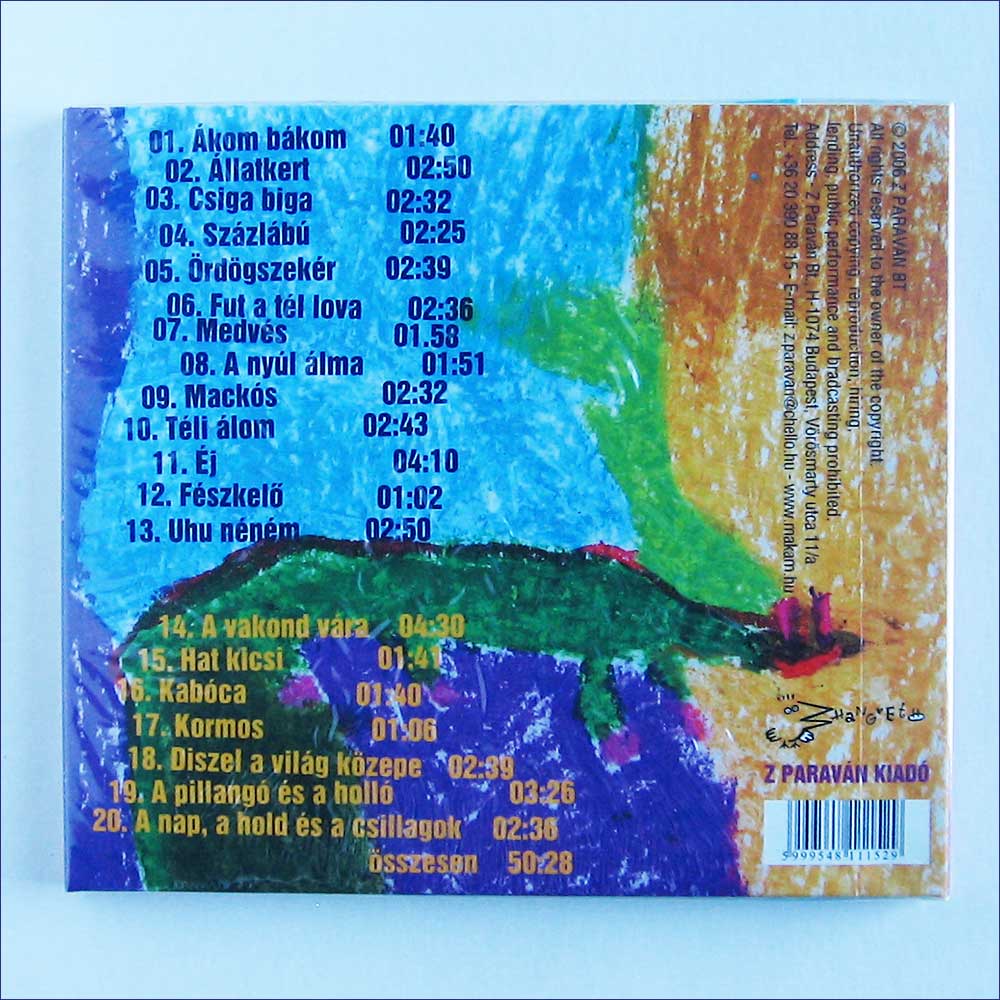 01. Ákom bákom 01:40
02. Állatkert 02:50
03. Csiga biga 02:32
04. Százlábú 02:25
05. Ördögszekér 02:39
06. Fut a tél lova 02:36
07. Medvés 01.58
08. A nyúl álma 01:51
09. Mackós 02:32
10. Téli álom 02:43
11. Éj 04:10
12. Fészkelő 01:02
13. Uhu néném 02:50
14. A vakond vára 04:30
15. Hat kicsi 01:41
16. Kabóca 01:40
17. Kormos 01:06
18. Diszel a világ közepe 02:39
19. A pillangó és a holló 03:26
20. A nap, a hold és a csillagok 02:36
összesen 50:28
© 2006 Z PARAVÁN BT
All rights reserved to the owner of the copyright.
Unauthorized copying, reproduction, hiring,
lending, public performance and bradcasting prohibited.
Address - Z Paraván Bt., H-1074 Budapest, Vörösmarty utca 11/a
Tel.: +36 20 990 88 15 - E-mail: z.paravan@chello.hu - www.makam.hu
Z PARAVÁN KIADÓ
5999548111529